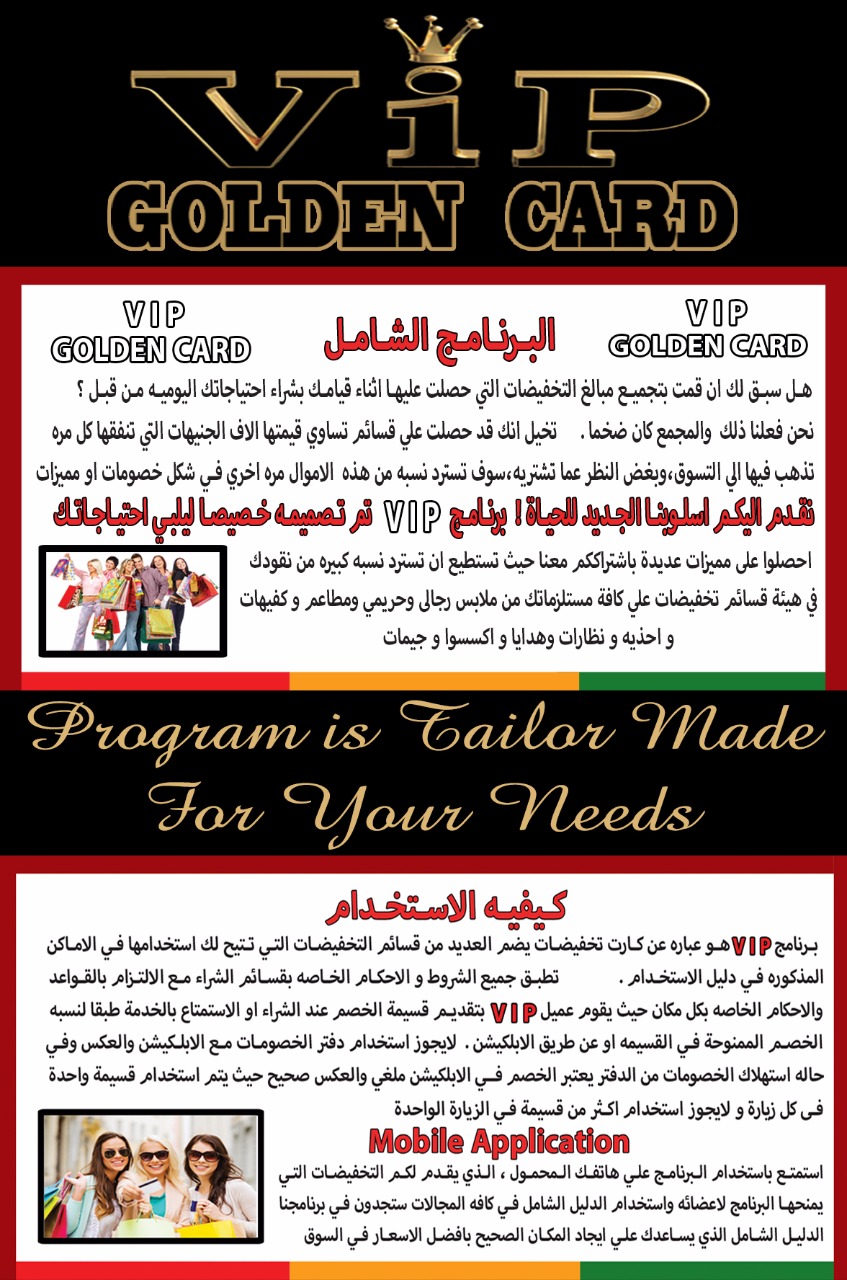 ViP
GOLDEN CARD
VIP
GOLDEN CARD
البرنامج الشامل
VIP
GOLDEN CARD
هل سبق لك ان قمت بتجميع مبالغ التخفيضات التي حصلت عليها اثناء قيامك بشراء احتياجاتك اليوميه من قبل ؟
نحن فعلنا ذلك والمجمع كان ضخما . تخيل انك قد حصلت علي قسائم تساوي قيمتها الاف الجنيهات التي تنفقها كل مره
تذهب فيها الي التسوق،وبغض النظر عما تشتريه،سوف تسترد نسبه من هذه الاموال مره اخري في شكل خصومات او مميزات
نقدم اليكم اسلوبنا الجديد للحياة ! برنامج VIP تم تصميمه خصيصا ليلبي احتياجاتك
احصلوا على مميزات عديدة باشتراككم معنا حيث تستطيع ان تسترد نسبه كبيره من نقودك
في هيئة قسائم تخفيضات علي كافة مستلزماتك من ملابس رجالى وحريمي ومطاعم و كفيهات
و احذيه و نظارات وهدايا و اكسسوا و جيمات
Program is Tailor Made
For Your Needs
كيفيه الاستخدام
برنامج VIP هو عباره عن كارت تخفيضات يضم العديد من قسائم التخفيضات التي تتيح لك استخدامها في الاماكن
المذكوره في دليل الاستخدام . تطبق جميع الشروط و الاحكام الخاصه بقسائم الشراء مع الالتزام بالقواعد
والاحكام الخاصه بكل مكان حيث يقوم عميل VIP بتقديم قسيمة الخصم عند الشراء او الاستمتاع بالخدمة طبقا لنسبه
الخصم الممنوحة في القسيمه او عن طريق الابلكيشن . لايجوز استخدام دفتر الخصومات مع الابلكيشن والعكس وفي
حاله استهلاك الخصومات من الدفتر يعتبر الخصم في الابلكيشن ملغي والعكس صحيح حيث يتم استخدام قسيمة واحدة
فى كل زيارة و لايجوز استخدام اكثر من قسيمة في الزيارة الواحدة
Mobile Application
استمتع باستخدام البرنامج علي هاتفك المحمول ، الذي يقدم لكم التخفيضات التي
يمنحها البرنامج لاعضائه واستخدام الدليل الشامل في كافه المجالات ستجدون في برنامجنا
الدليل الشامل الذي يساعدك علي ايجاد المكان الصحيح بافضل الاسعار في السوق